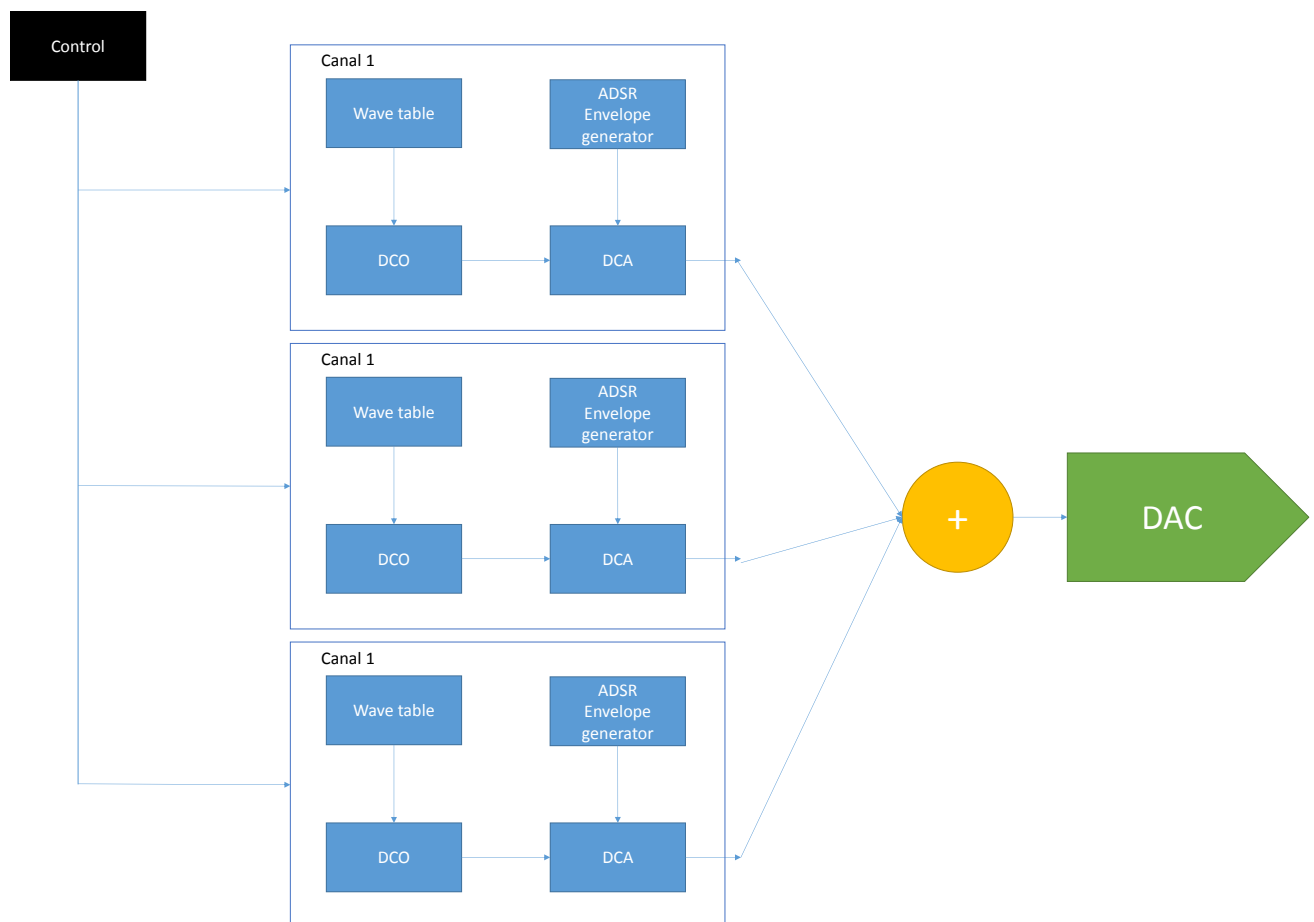 Control
Canal 1
Wave table
ADSR
Envelope
generator
DCO
DCA
Canal 1
Wave table
ADSR
Envelope
generator
DCO
DCA
+
DAC
Canal 1
Wave table
ADSR
Envelope
generator
DCO
DCA